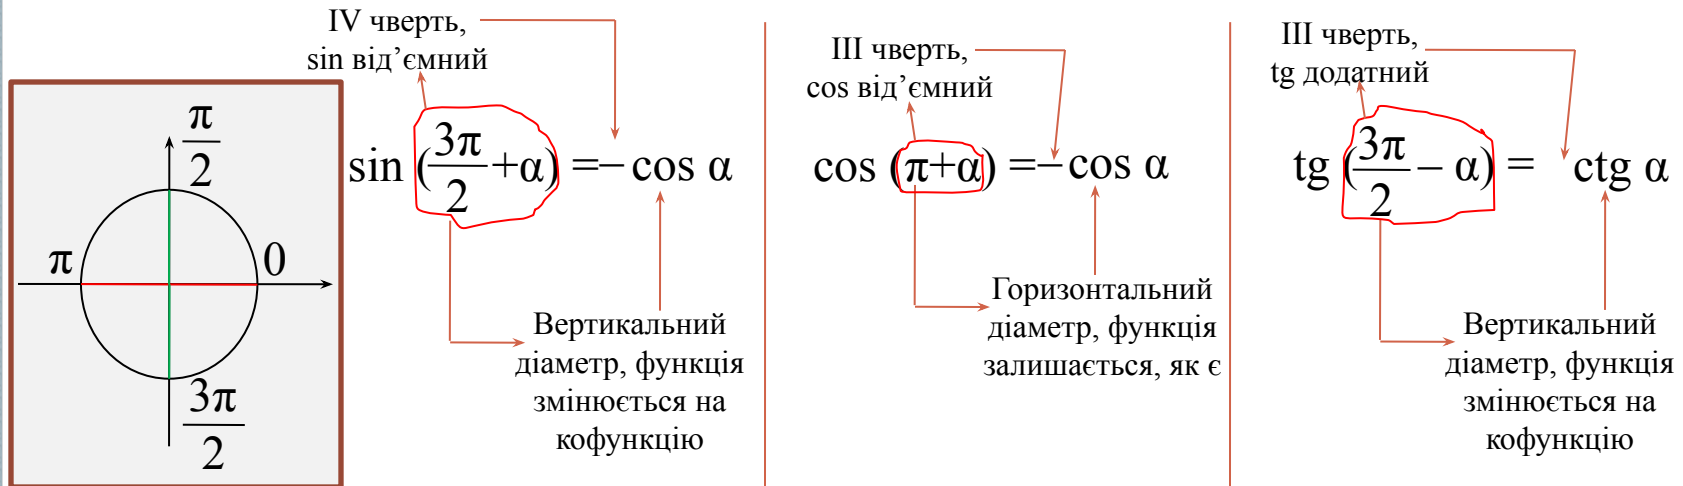 π
2
π
0
3π
2
IV чверть,
sin від’ємний
sin (3π/2+α) =– cos α
Вертикальний
діаметр, функція
змінюється на
кофункцію
III чверть,
cos від’ємний
cos (π+α) =– cos α
Горизонтальний
діаметр, функція
залишається, як є
III чверть,
tg додатний
tg (3π/2 – α) = ctg α
Вертикальний
діаметр, функція
змінюється на
кофункцію